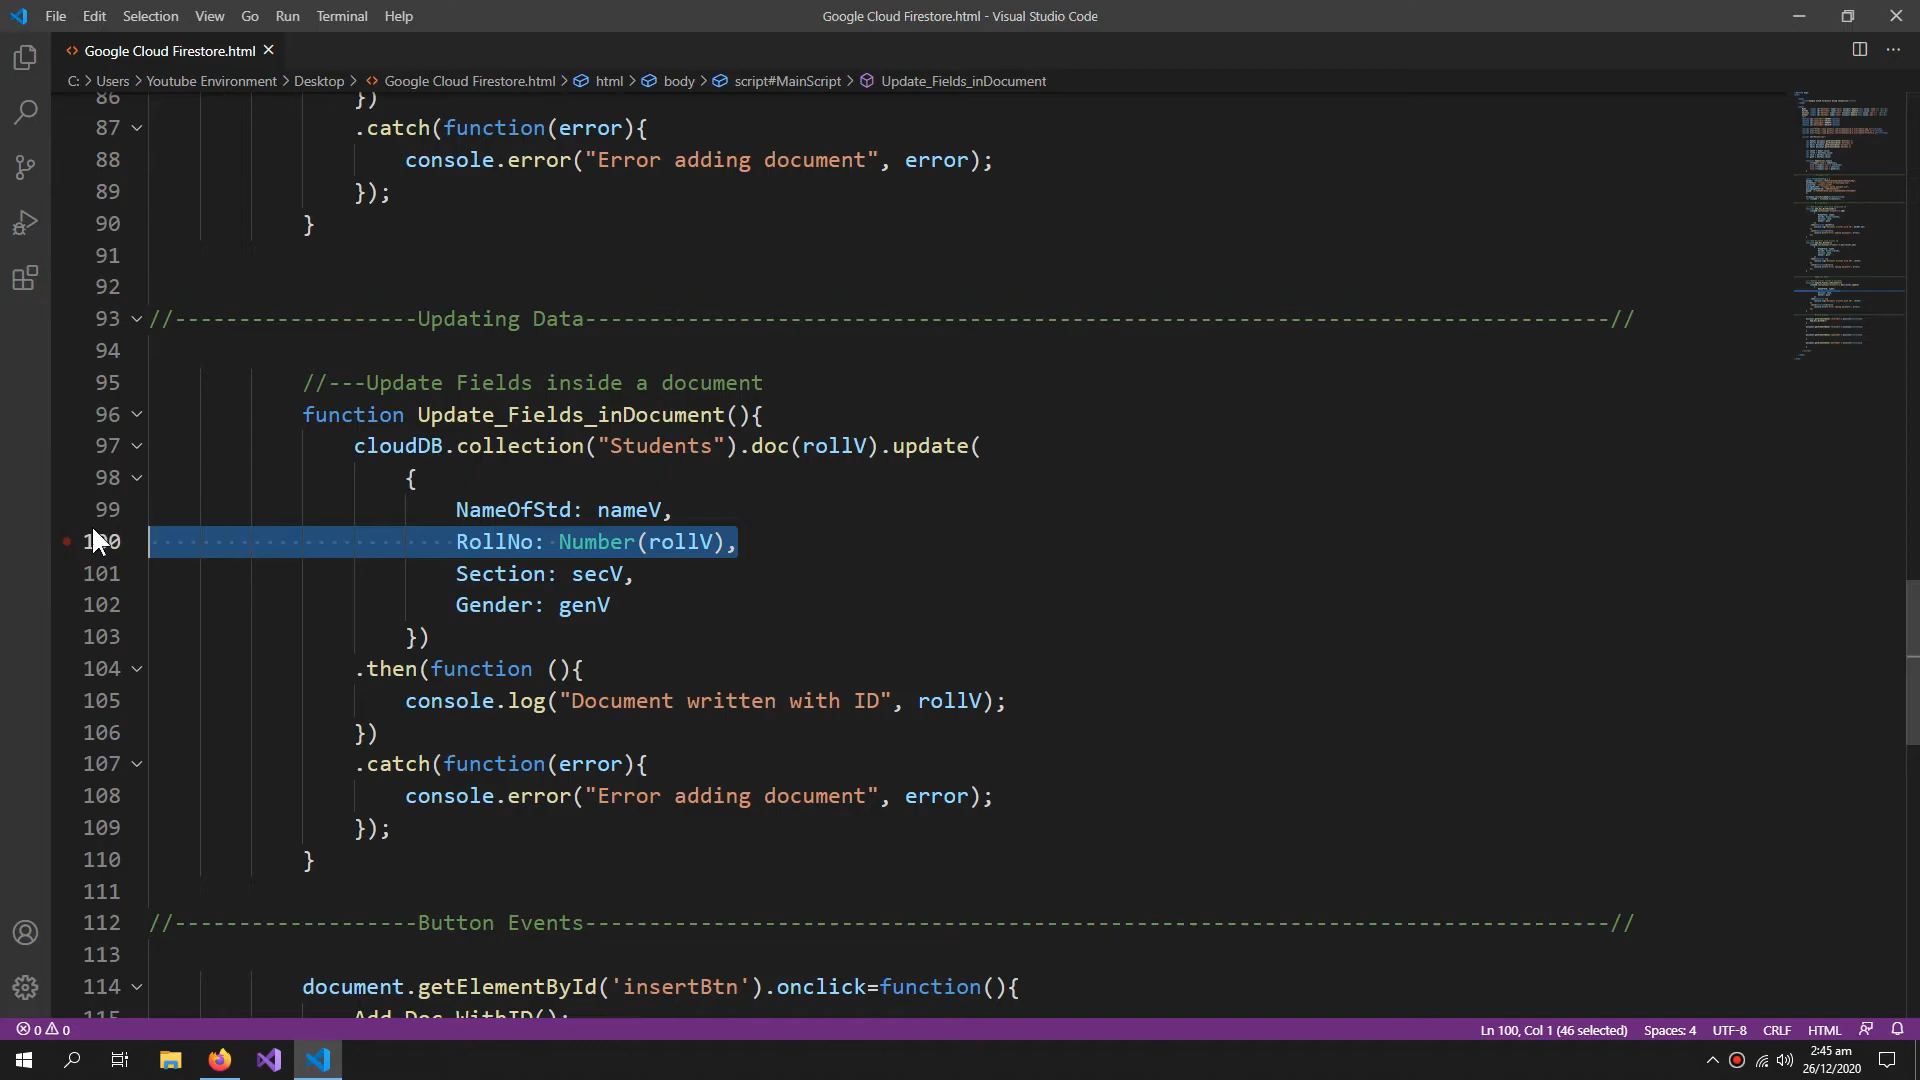 File Edit Selection View Go Run Terminal Help
Google Cloud Firestore.html - Visual Studio Code
Google Cloud Firestore.html
C: > Users > Youtube Environment > Desktop > Google Cloud Firestore.html > html > body > script#MainScript > Update_Fields_inDocument
86 })
87 .catch(function(error){
88 console.error("Error adding document", error);
89 });
90 }
91
92
93 //-------------------Updating Data--------------------------------------------------------------------------------//
94
95 //---Update Fields inside a document
96 function Update_Fields_inDocument(){
97 cloudDB.collection("Students").doc(rollV).update(
98 {
99 NameOfStd: nameV,
100 RollNo: Number(rollV),
101 Section: secV,
102 Gender: genV
103 })
104 .then(function (){
105 console.log("Document written with ID", rollV);
106 })
107 .catch(function(error){
108 console.error("Error adding document", error);
109 });
110 }
111
112 //-------------------Button Events--------------------------------------------------------------------------------//
113
114 document.getElementById('insertBtn').onclick=function(){
115 Add_Doc_WithID();
0 0 Ln 100, Col 1 (46 selected) Spaces: 4 UTF-8 CRLF HTML
2:45 am
26/12/2020